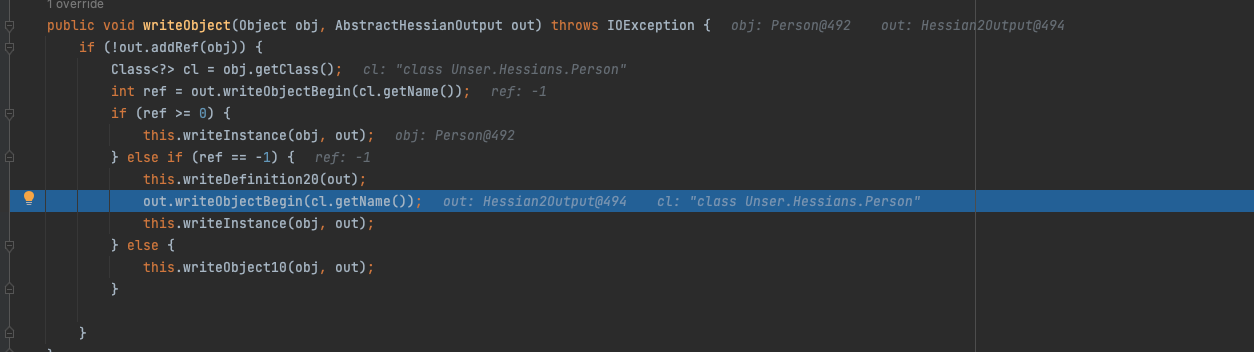 1 override
public void writeObject(Object obj, AbstractHessianOutput out) throws IOException {   obj: Person@492    out: Hessian2Output@494
if (!out.addRef(obj)) {
Class<?> cl = obj.getClass();   cl: "class Unser.Hessians.Person"
int ref = out.writeObjectBegin(cl.getName());   ref: -1
if (ref >= 0) {
this.writeInstance(obj, out);   obj: Person@492
} else if (ref == -1) {   ref: -1
this.writeDefinition20(out);
out.writeObjectBegin(cl.getName());   out: Hessian2Output@494    cl: "class Unser.Hessians.Person"
this.writeInstance(obj, out);
} else {
this.writeObject10(obj, out);
}
}